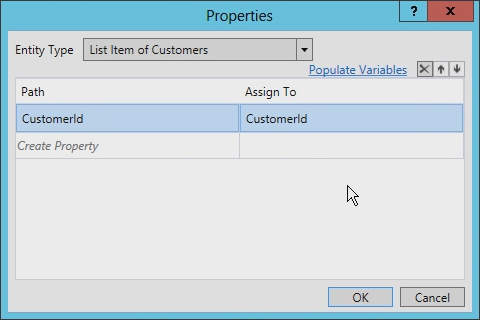 Properties
?
x
Entity Type List Item of Customers
Populate Variables
Path Assign To
CustomerId CustomerId
Create Property
OK Cancel